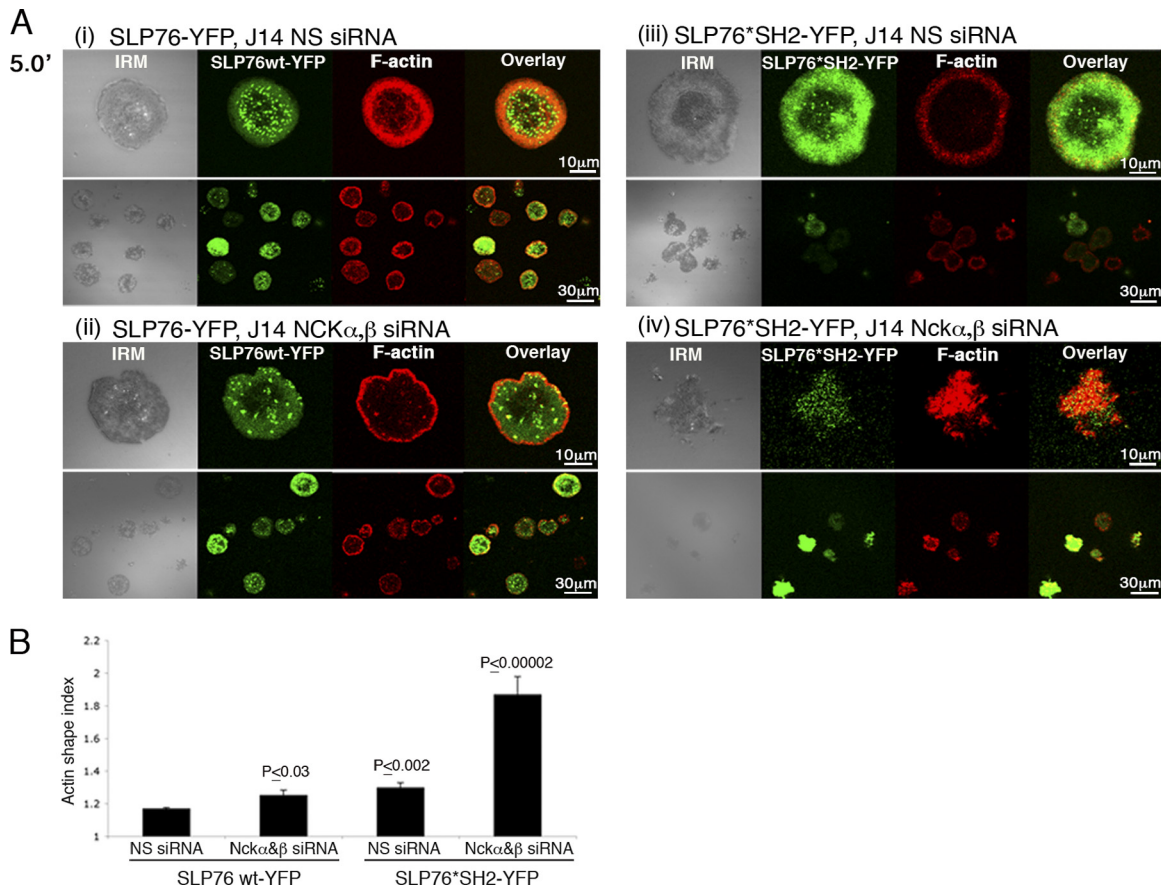 A
(i) SLP76-YFP, J14 NS siRNA
5.0'
IRM SLP76wt-YFP F-actin Overlay
10μm
30μm
(ii) SLP76-YFP, J14 NCKα,β siRNA
IRM SLP76wt-YFP F-actin Overlay
10μm
30μm
(iii) SLP76*SH2-YFP, J14 NS siRNA
IRM SLP76*SH2-YFP F-actin Overlay
10μm
30μm
(iv) SLP76*SH2-YFP, J14 Nckα,β siRNA
IRM SLP76*SH2-YFP F-actin Overlay
10μm
30μm
B
Actin shape index
2.2
2
1.8
1.6
1.4
1.2
1
P≤0.03
P≤0.002
P≤0.00002
NS siRNA Nckα&β siRNA NS siRNA Nckα&β siRNA
SLP76 wt-YFP SLP76*SH2-YFP